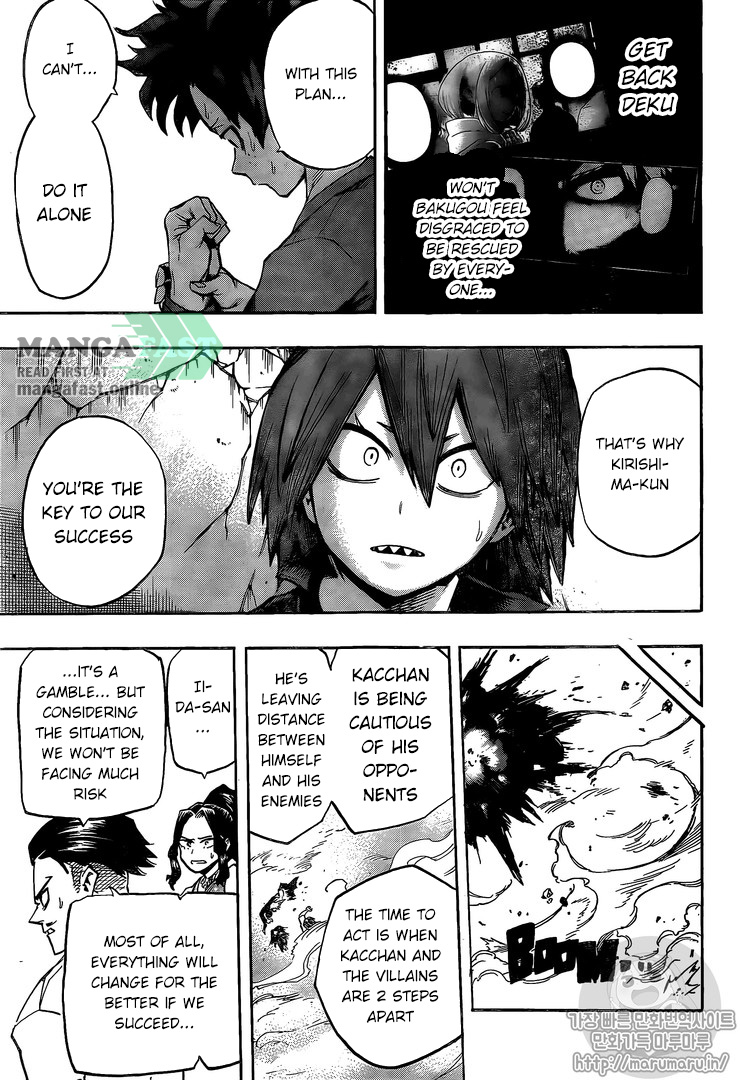 GET
BACK
DEKU
WON'T
BAKUGOU FEEL
DISGRACED TO
BE RESCUED
BY EVERY-
ONE...
WITH THIS
PLAN...
I
CAN'T...
DO IT
ALONE
MANGAFAST
READ FIRST AT
mangafast.online
THAT'S WHY
KIRISHI-
MA-KUN
YOU'RE THE
KEY TO OUR
SUCCESS
BOOM
KACCHAN
IS BEING
CAUTIOUS
OF HIS
OPPO-
NENTS
HE'S
LEAVING
DISTANCE
BETWEEN
HIMSELF
AND HIS
ENEMIES
THE TIME TO
ACT IS WHEN
KACCHAN AND
THE VILLAINS
ARE 2 STEPS
APART
II-
DA-SAN
...
...IT'S A
GAMBLE... BUT
CONSIDERING
THE SITUATION,
WE WON'T BE
FACING MUCH
RISK
MOST OF ALL,
EVERYTHING WILL
CHANGE FOR THE
BETTER IF WE
SUCCEED...
가장 빠른 만화번역사이트
만화가득 마루마루
http://marumaru.in/